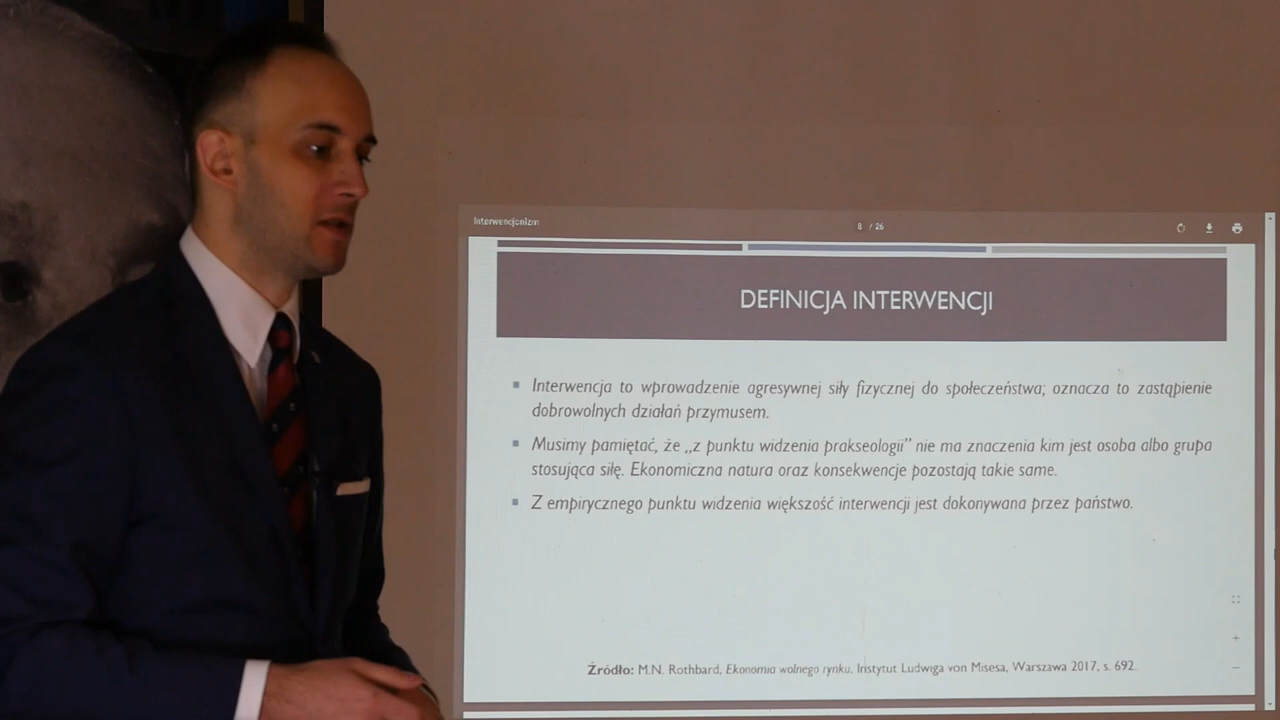 Interwencjonizm
8 / 26
DEFINICJA INTERWENCJI
Interwencja to wprowadzenie agresywnej siły fizycznej do społeczeństwa; oznacza to zastąpienie
dobrowolnych działań przymusem.
Musimy pamiętać, że „z punktu widzenia prakseologii” nie ma znaczenia kim jest osoba albo grupa
stosująca siłę. Ekonomiczna natura oraz konsekwencje pozostają takie same.
Z empirycznego punktu widzenia większość interwencji jest dokonywana przez państwo.
Źródło: M.N. Rothbard, Ekonomia wolnego rynku, Instytut Ludwiga von Misesa, Warszawa 2017, s. 692.